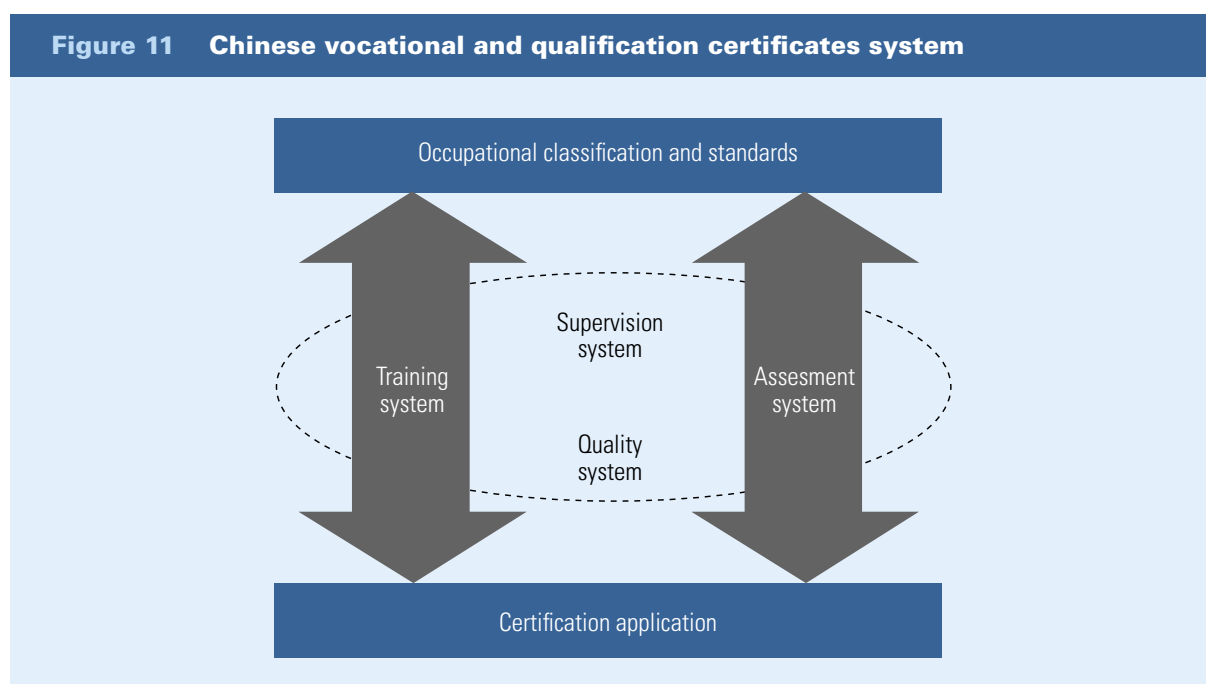 Figure 11 Chinese vocational and qualification certificates system
Occupational classification and standards
Supervision
system
Training
system
Assesment
system
Quality
system
Certification application